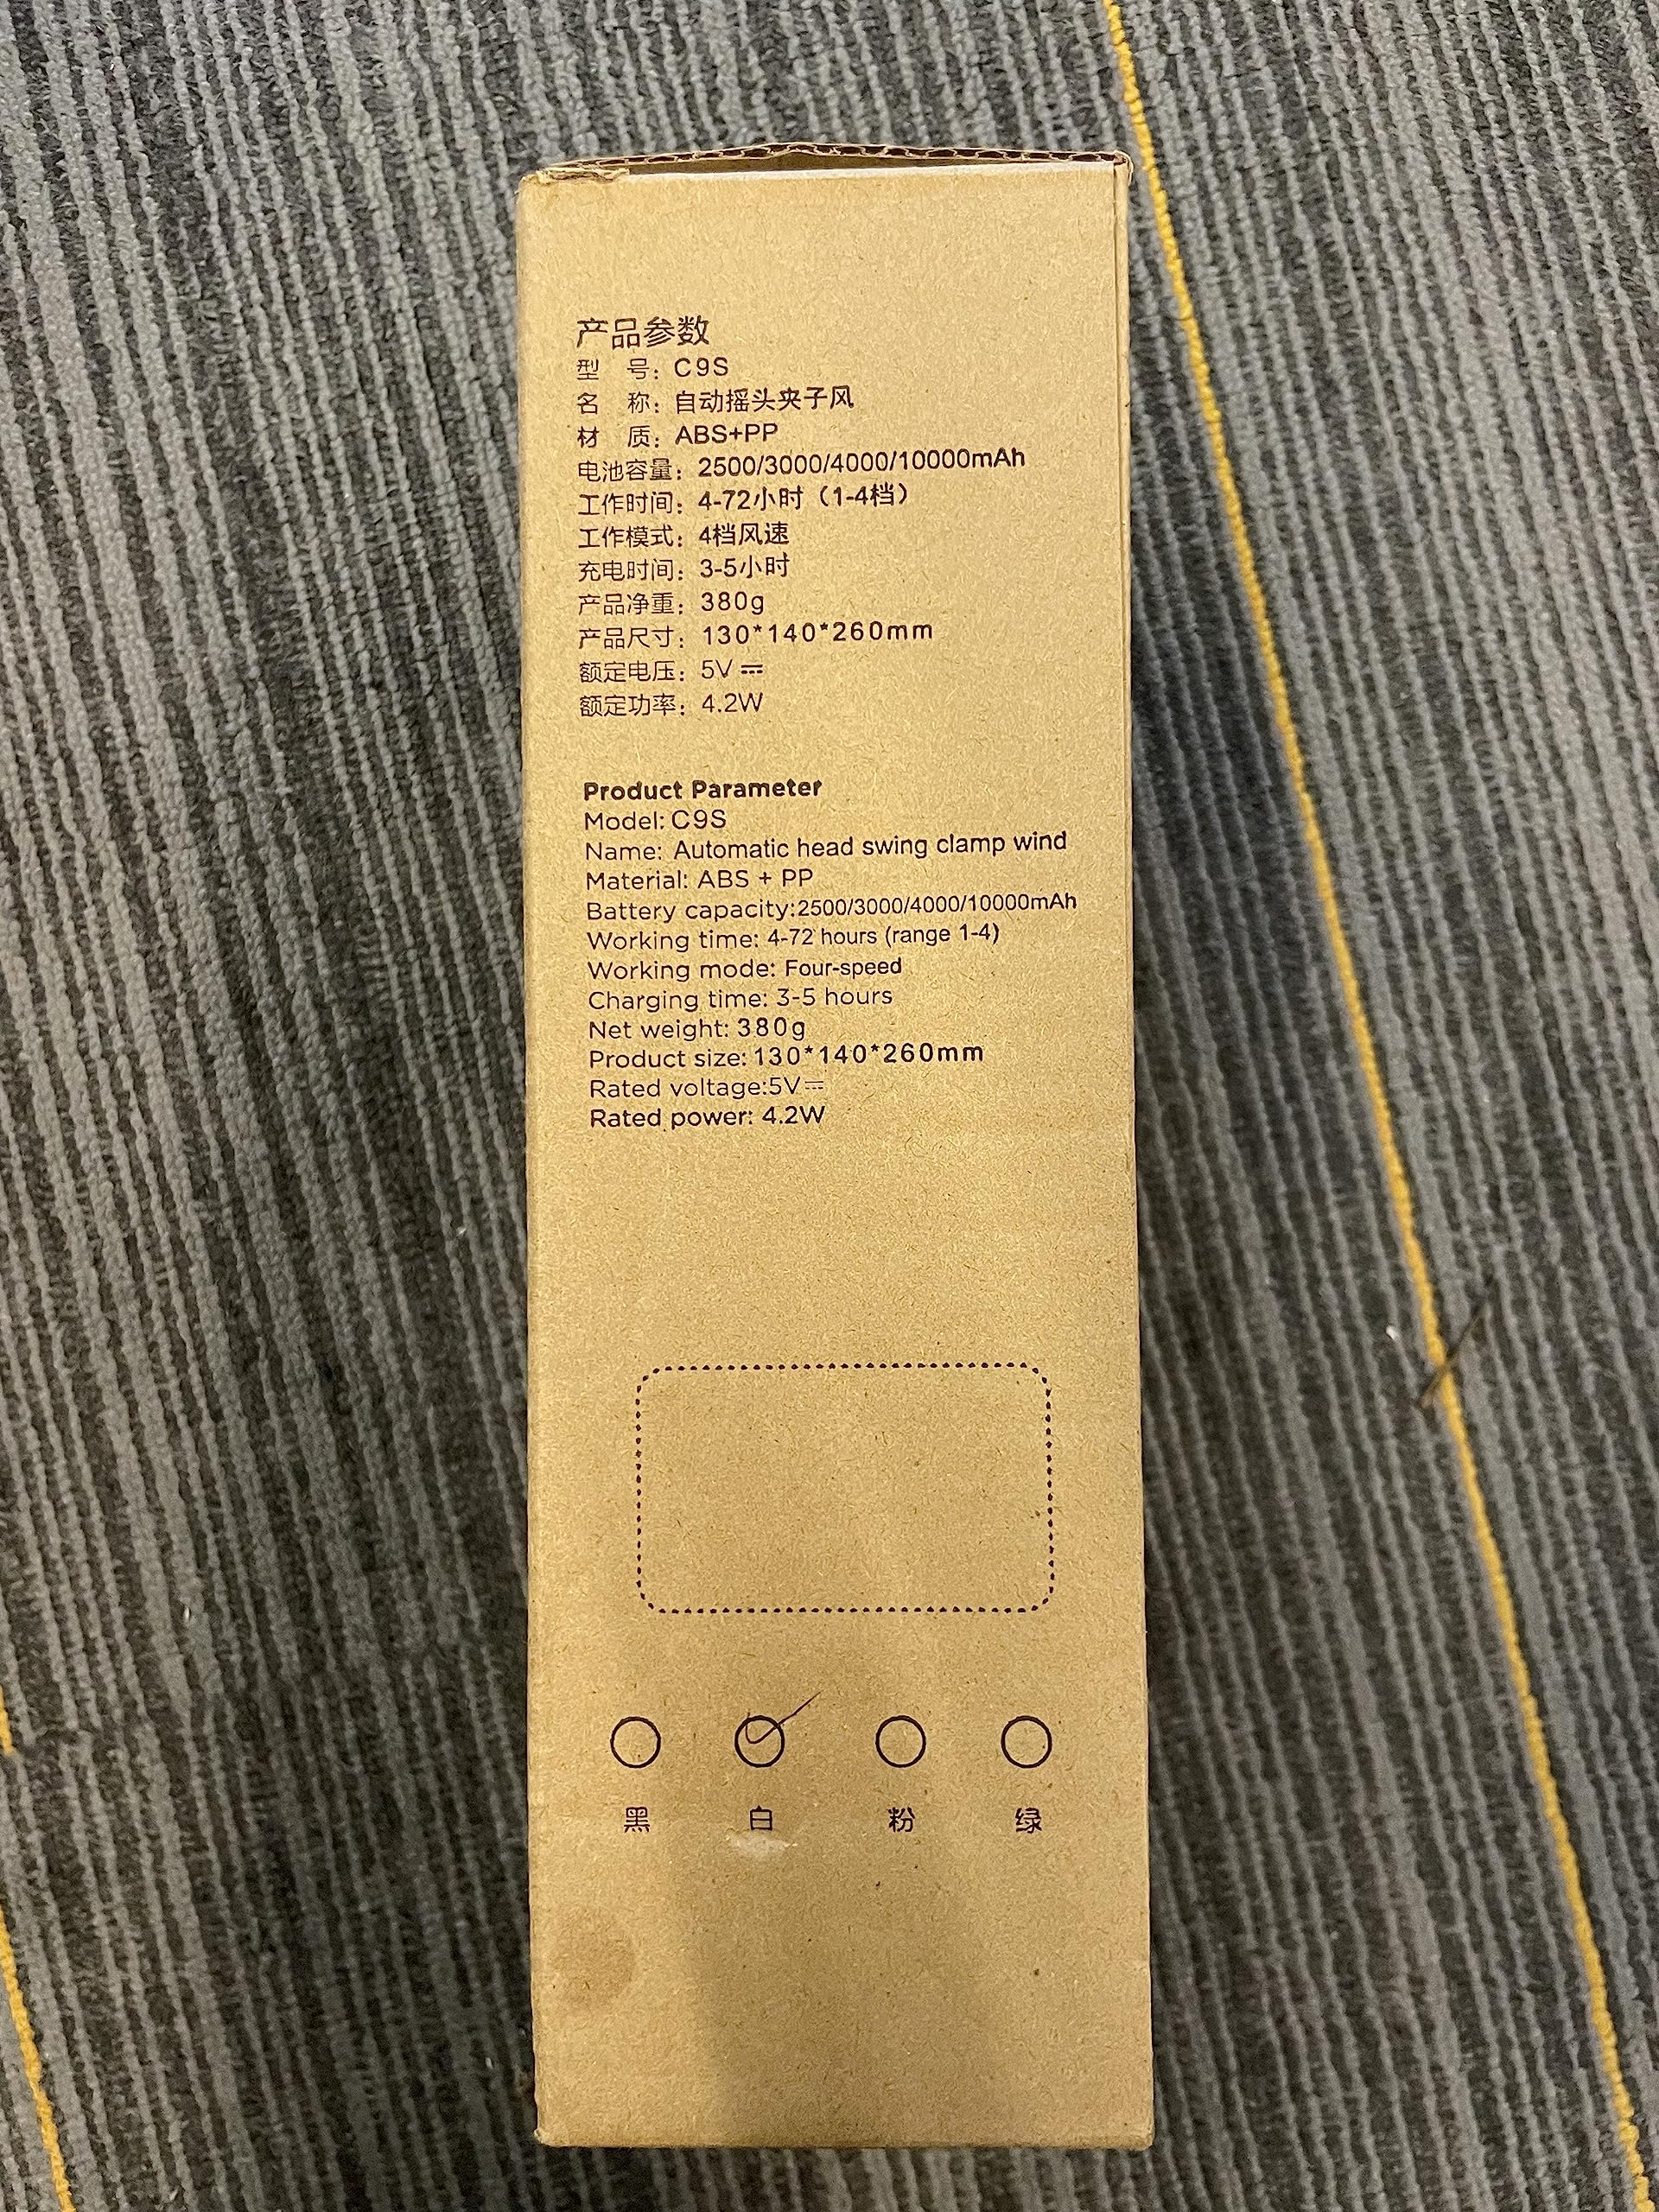 产品参数
型 号：C9S
名 称：自动摇头夹子风
材 质：ABS+PP
电池容量：2500/3000/4000/10000mAh
工作时间：4-72小时（1-4档）
工作模式：4档风速
充电时间：3-5小时
产品净重：380g
产品尺寸：130*140*260mm
额定电压：5V⎓
额定功率：4.2W
Product Parameter
Model: C9S
Name: Automatic head swing clamp wind
Material: ABS + PP
Battery capacity:2500/3000/4000/10000mAh
Working time: 4-72 hours (range 1-4)
Working mode: Four-speed
Charging time: 3-5 hours
Net weight: 380g
Product size: 130*140*260mm
Rated voltage:5V⎓
Rated power: 4.2W
黑 白 粉 绿